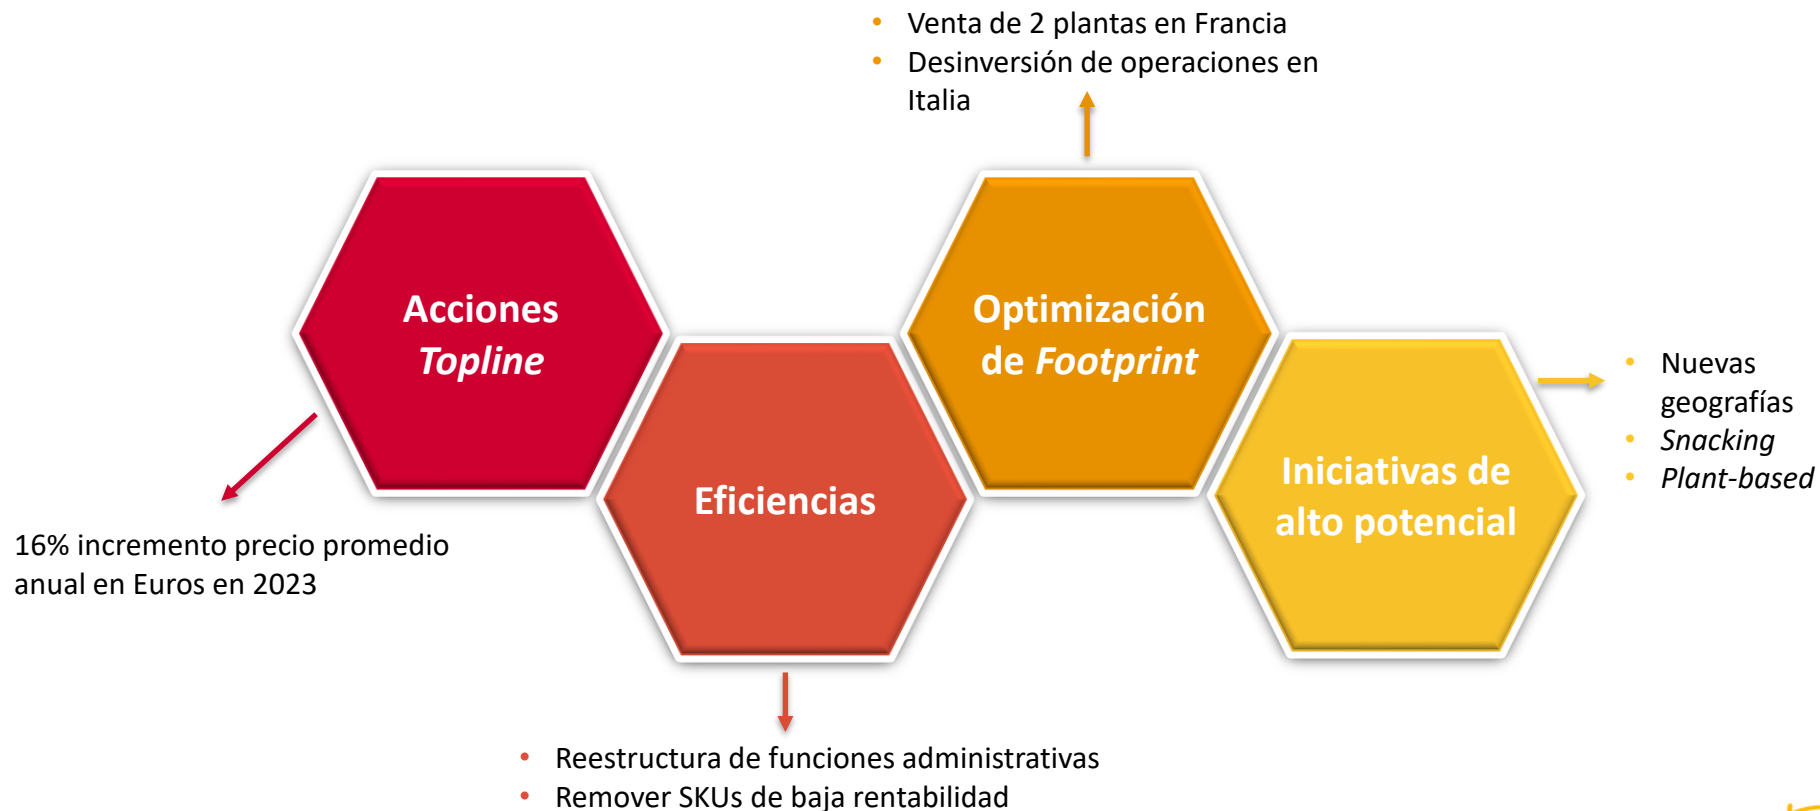 • Venta de 2 plantas en Francia
• Desinversión de operaciones en
Italia
Acciones
Topline
Optimización
de Footprint
Eficiencias
Iniciativas de
alto potencial
• Nuevas
geografías
• Snacking
• Plant-based
16% incremento precio promedio
anual en Euros en 2023
• Reestructura de funciones administrativas
• Remover SKUs de baja rentabilidad